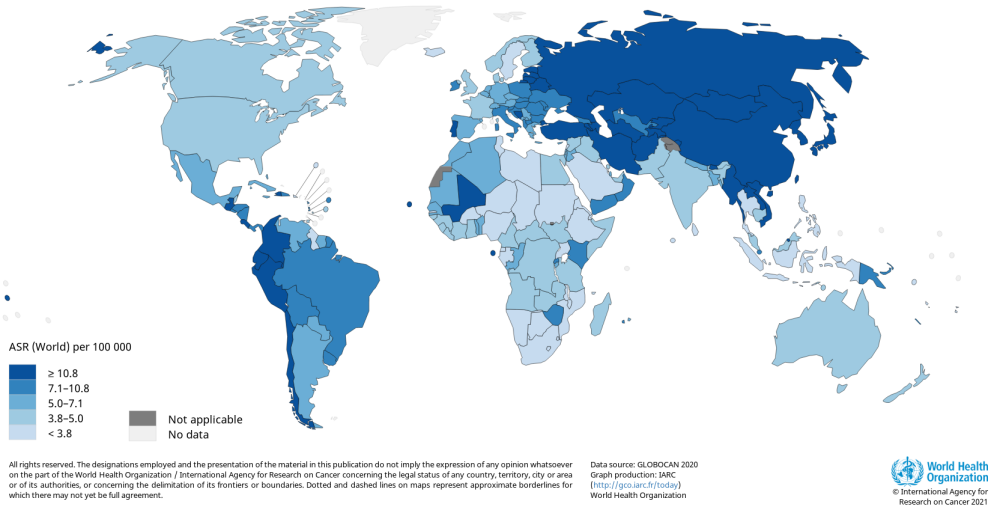 ASR (World) per 100 000
≥ 10.8
7.1–10.8
5.0–7.1
3.8–5.0
< 3.8
Not applicable
No data
All rights reserved. The designations employed and the presentation of the material in this publication do not imply the expression of any opinion whatsoever
on the part of the World Health Organization / International Agency for Research on Cancer concerning the legal status of any country, territory, city or area
or of its authorities, or concerning the delimitation of its frontiers or boundaries. Dotted and dashed lines on maps represent approximate borderlines for
which there may not yet be full agreement.
Data source: GLOBOCAN 2020
Graph production: IARC
(http://gco.iarc.fr/today)
World Health Organization
World Health
Organization
© International Agency for
Research on Cancer 2021